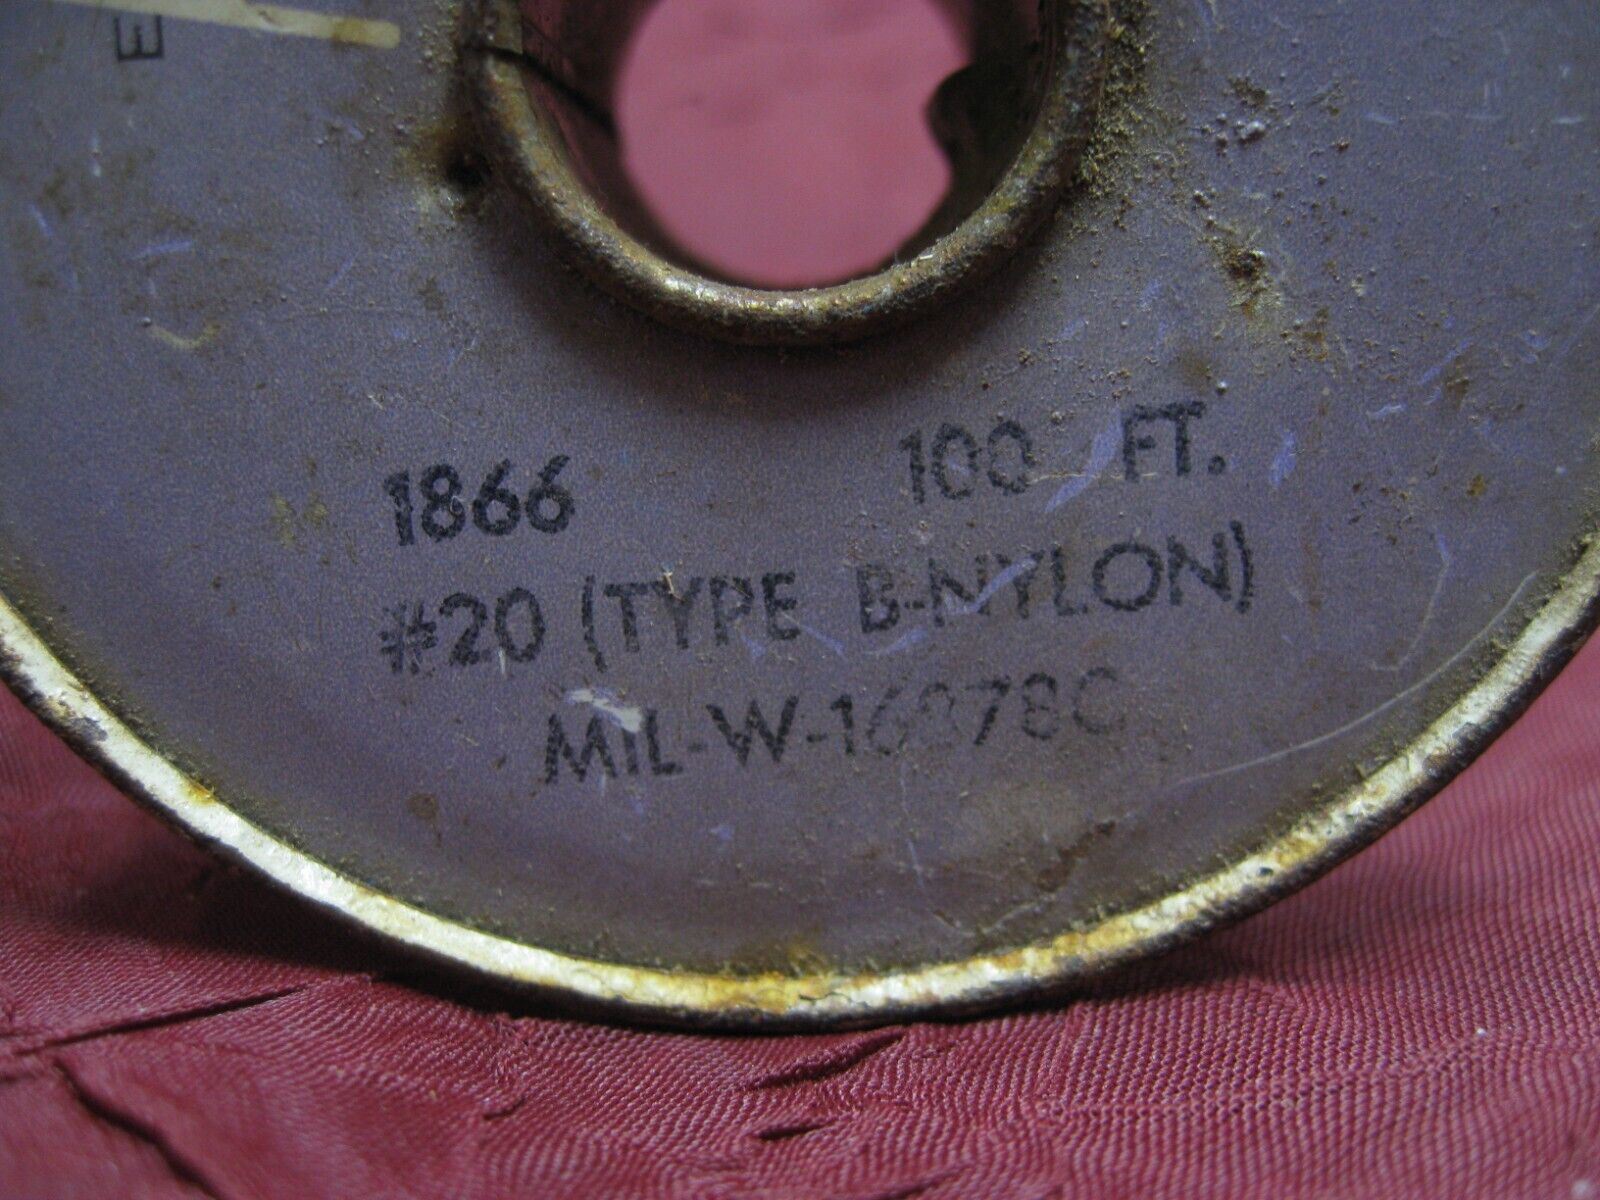 E
1866 100 FT.
#20 (TYPE B-NYLON)
MIL-W-16878C